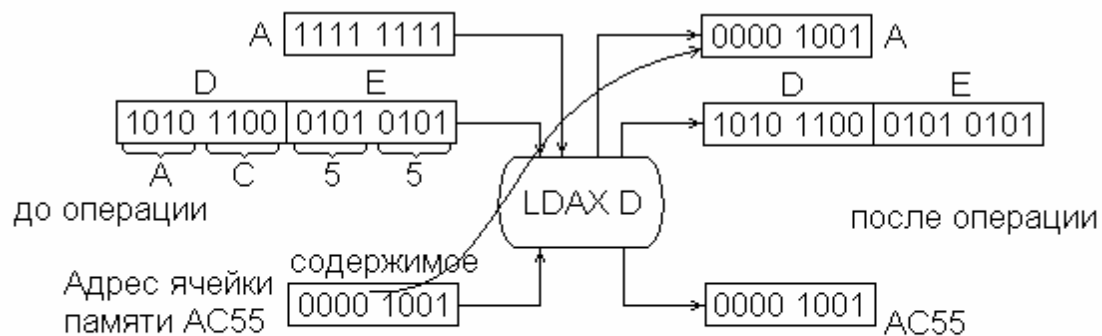 A 1111 1111
0000 1001 A
D E
D E
1010 1100 0101 0101
1010 1100 0101 0101
A C 5 5
LDAX D
до операции
после операции
содержимое
Адрес ячейки
памяти AC55
0000 1001
0000 1001
AC55